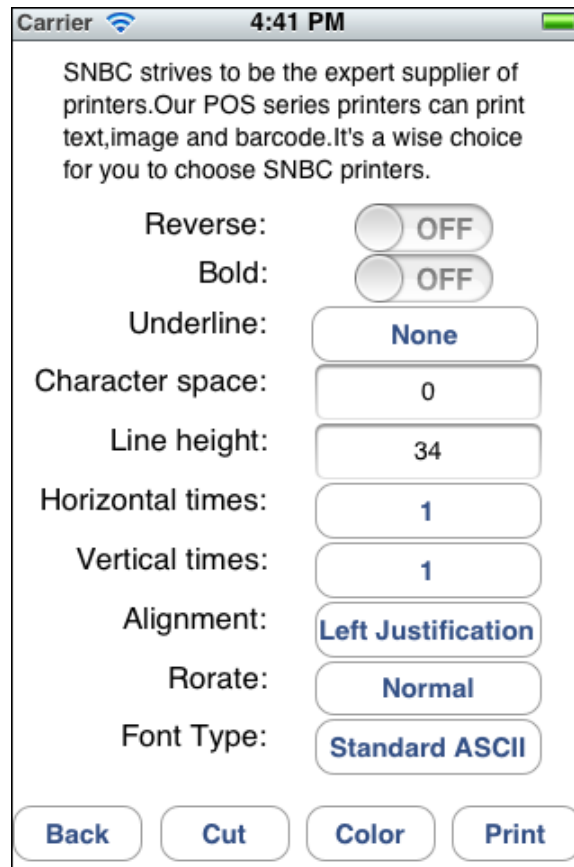 Carrier 4:41 PM
SNBC strives to be the expert supplier of
printers.Our POS series printers can print
text,image and barcode.It's a wise choice
for you to choose SNBC printers.
Reverse: OFF
Bold: OFF
Underline: None
Character space: 0
Line height: 34
Horizontal times: 1
Vertical times: 1
Alignment: Left Justification
Rorate: Normal
Font Type: Standard ASCII
Back Cut Color Print